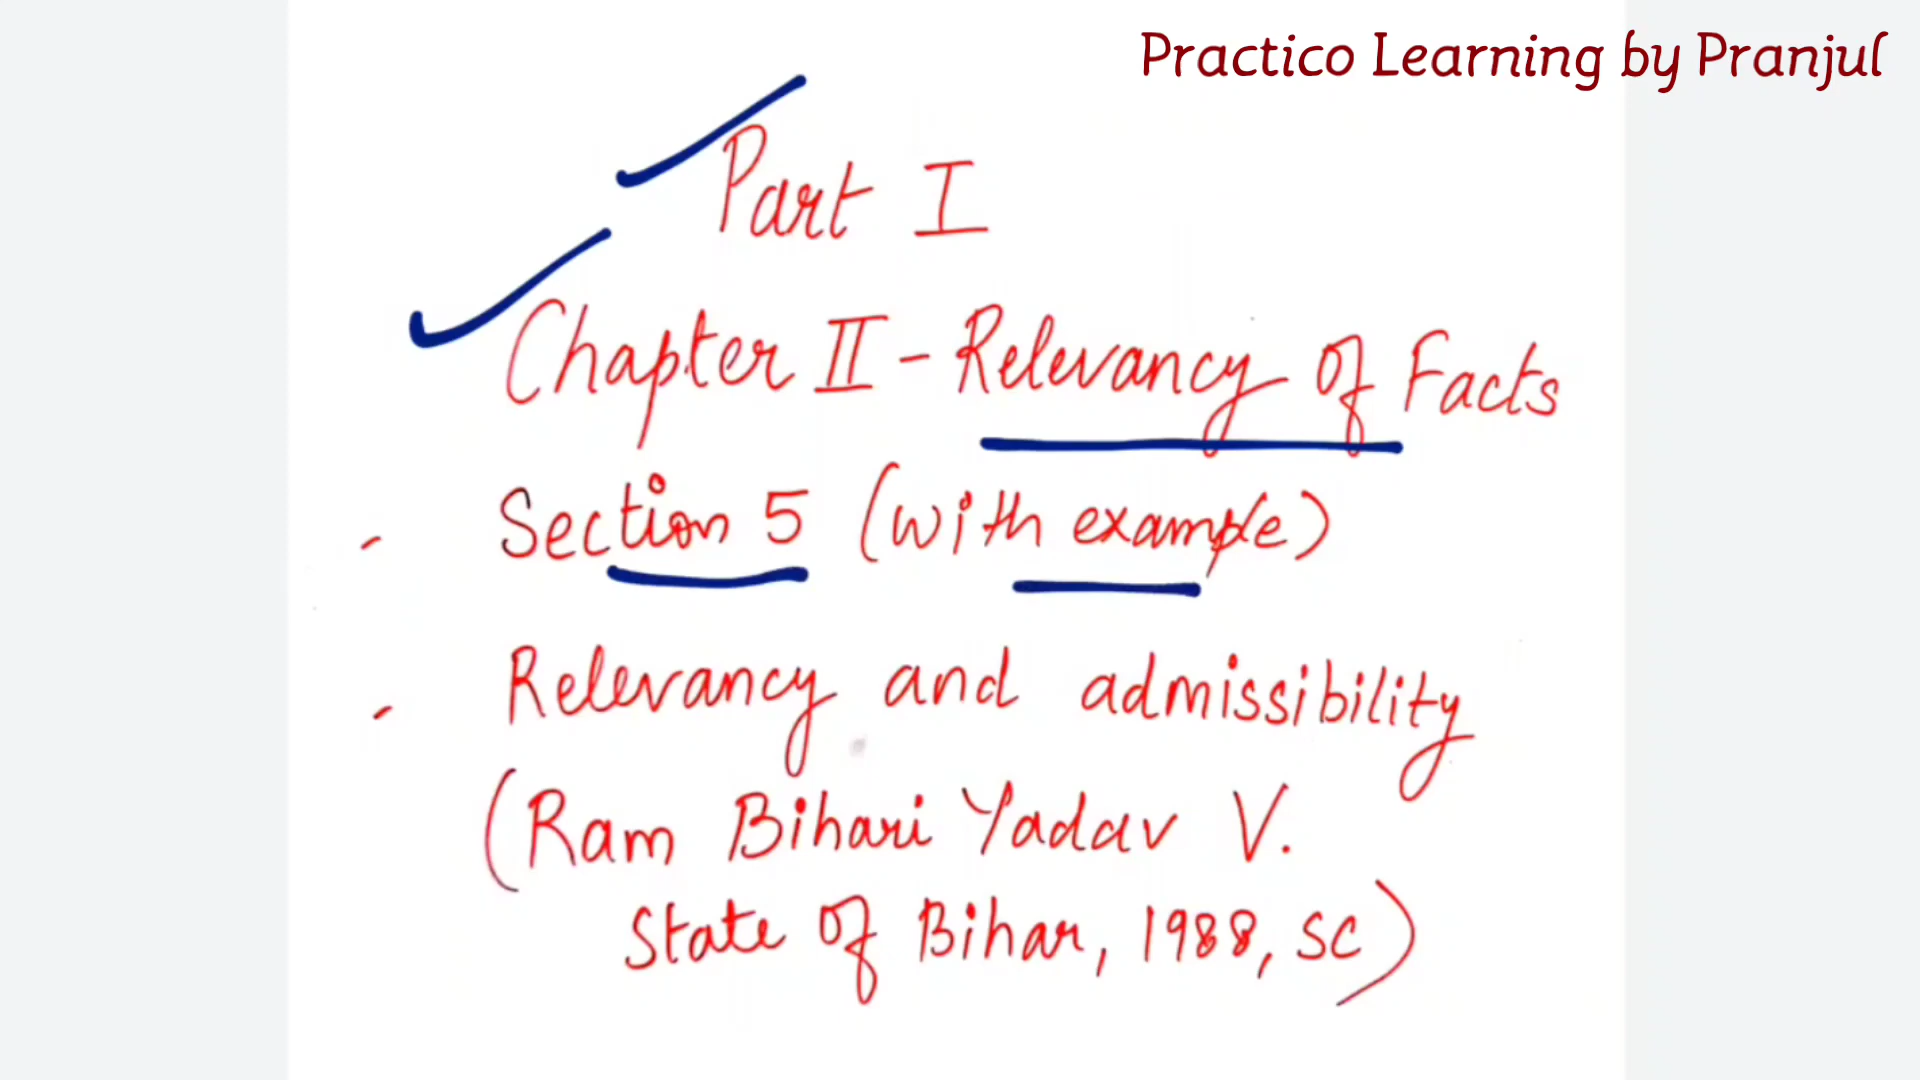 Practico Learning by Pranjul
Part I
Chapter II - Relevancy of Facts
- Section 5 (with example)
- Relevancy and admissibility
(Ram Bihari Yadav V.
State of Bihar, 1988, SC)